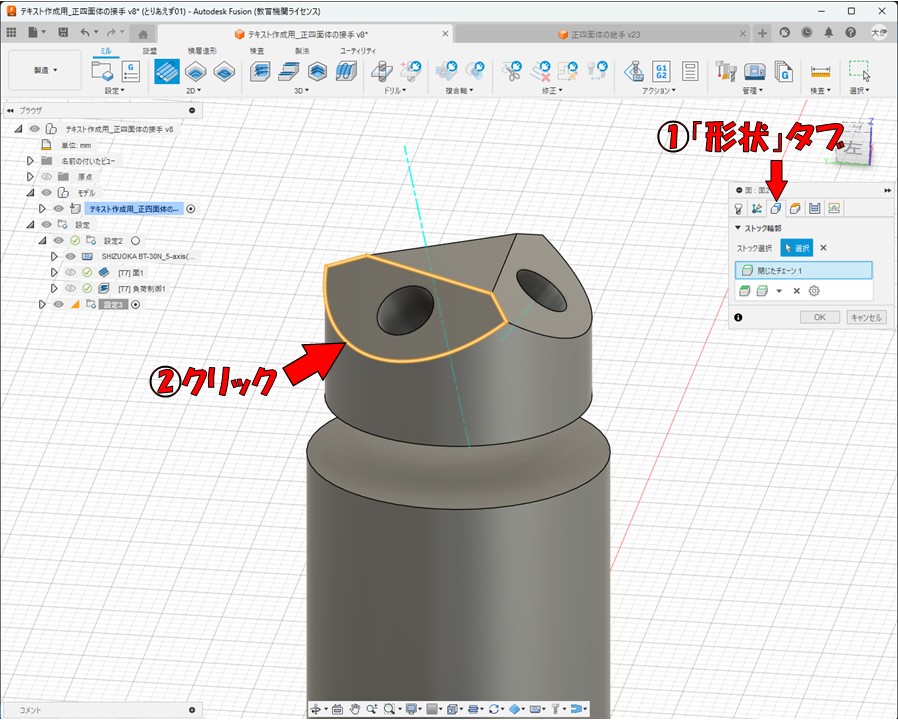 テキスト作成用_正四面体の接手 v8* (とりあえず01) - Autodesk Fusion (教育機関ライセンス)
テキスト作成用_正四面体の接手 v8*
正四面体の継手 v23
大伊
ミル
旋盤
積層造形
検査
製法
ユーティリティ
製造
G
G1
G2
G
設定
2D
3D
ドリル
複合軸
修正
アクション
管理
検査
選択
ブラウザ
テキスト作成用_正四面体の接手 v8
単位: mm
名前の付いたビュー
原点
モデル
テキスト作成用_正四面体の...
設定
設定2
SHIZUOKA BT-30N_5-axis(...
[T7] 面1
[T7] 負荷制御1
設定3
①「形状」タブ
Z
左
Y
面 : 面2
ストック輪郭
ストック選択
選択
閉じたチェーン 1
OK
キャンセル
②クリック
コメント